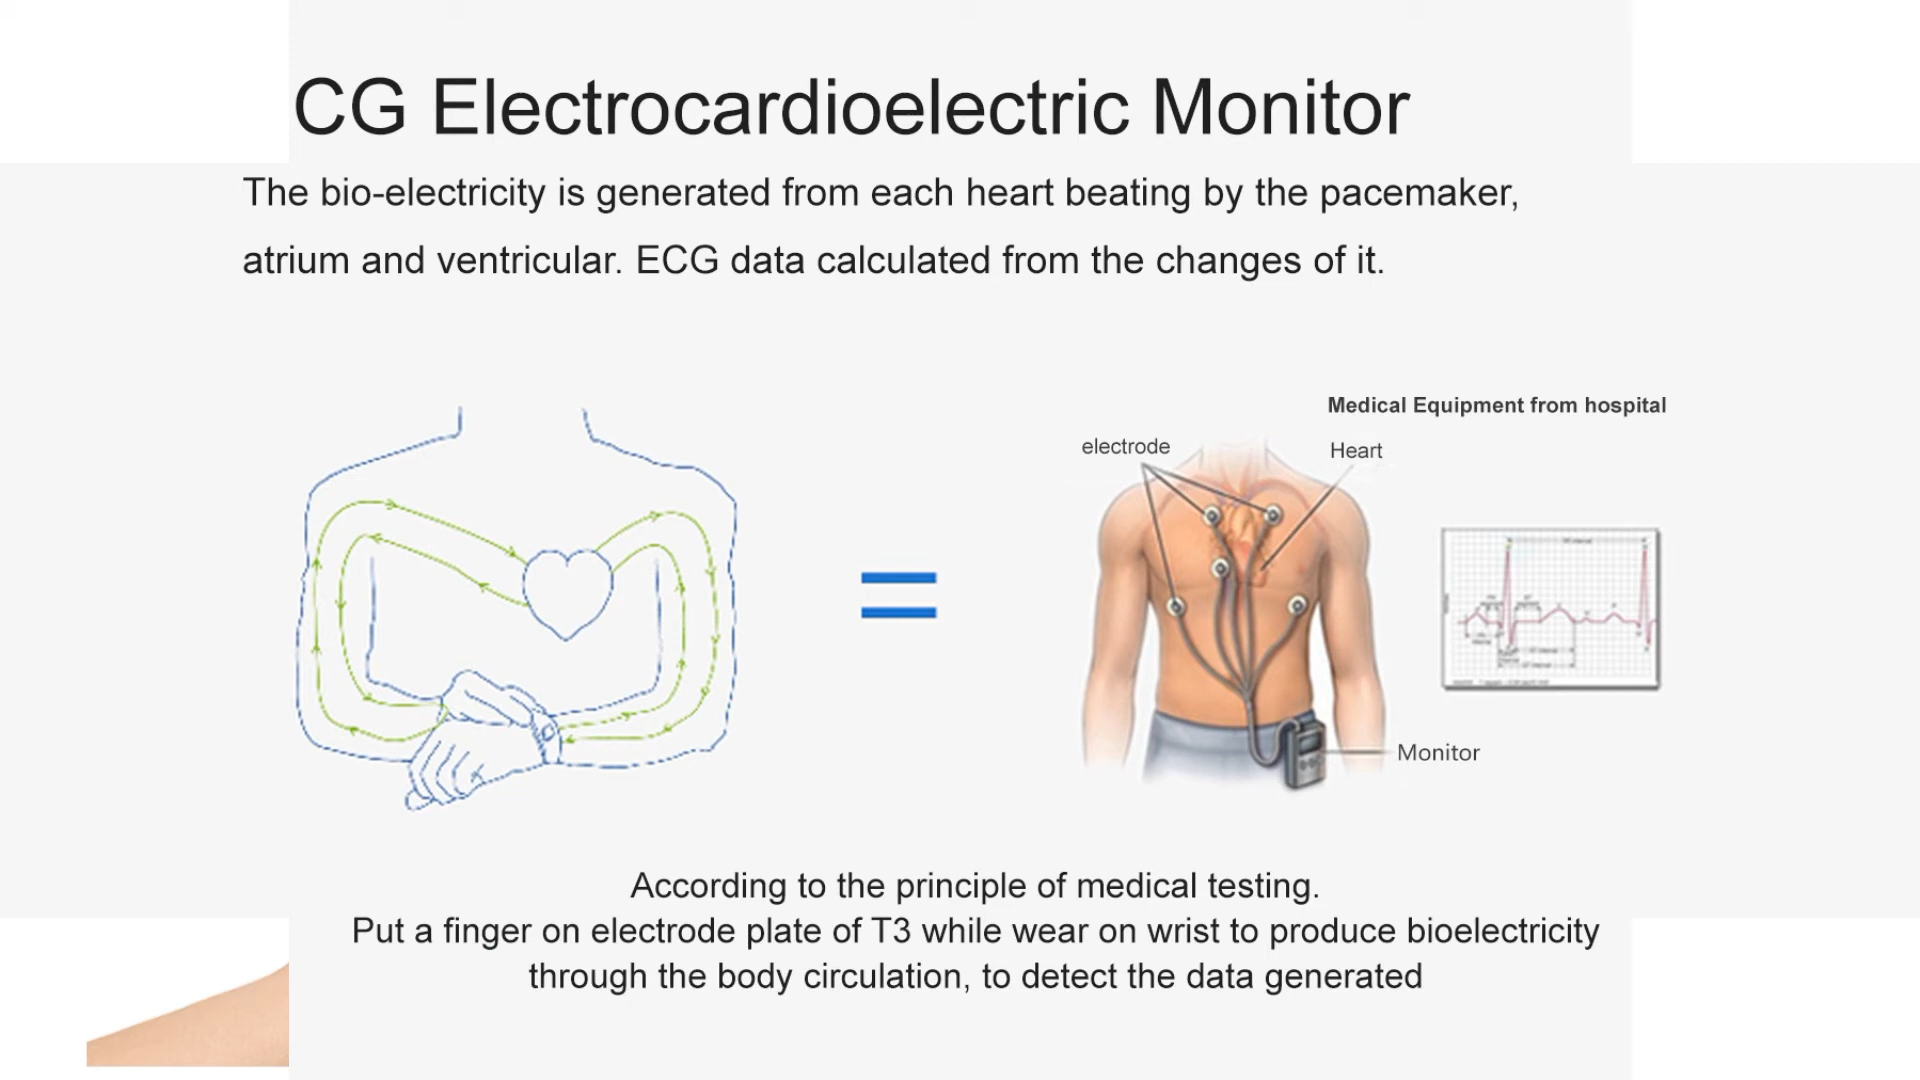 CG Electrocardioelectric Monitor
The bio-electricity is generated from each heart beating by the pacemaker,
atrium and ventricular. ECG data calculated from the changes of it.
Medical Equipment from hospital
electrode
Heart
Monitor
According to the principle of medical testing.
Put a finger on electrode plate of T3 while wear on wrist to produce bioelectricity
through the body circulation, to detect the data generated